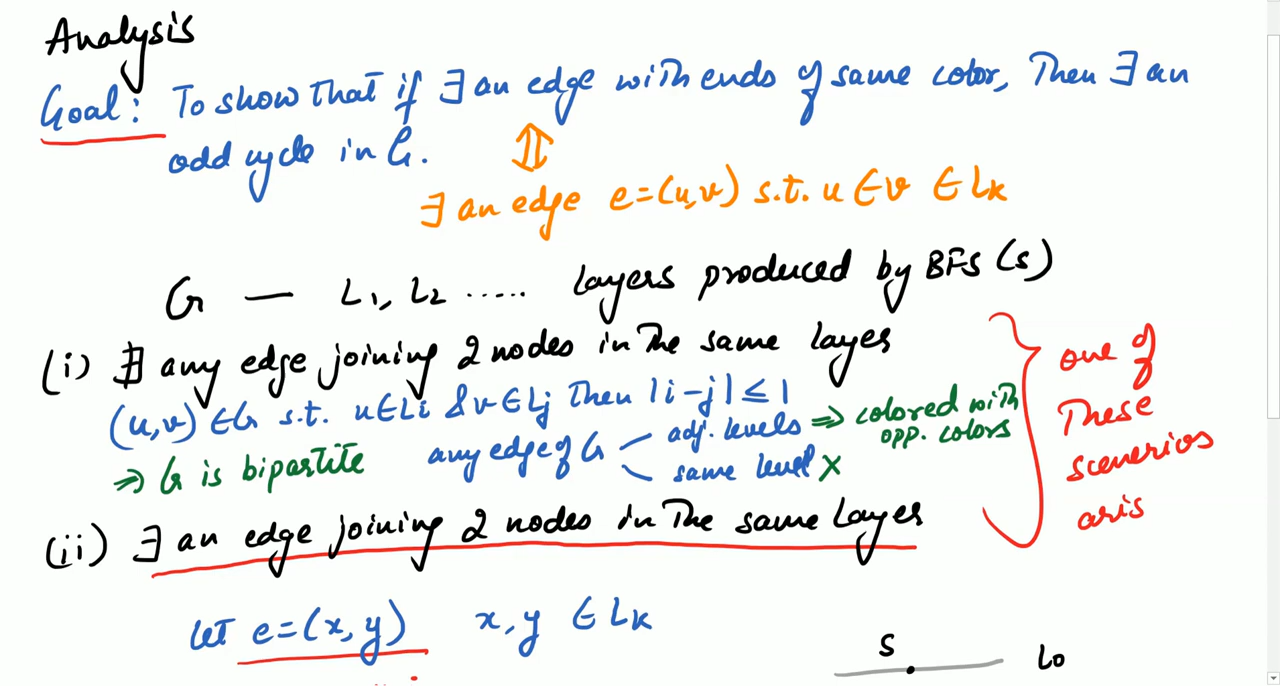 Analysis
Goal: To show that if ∃ an edge with ends of same color, Then ∃ an
odd cycle in G.
⇕
∃ an edge e=(u,v) s.t. u ∈ v ∈ Lk
G — L1, L2 ..... layers produced by BFS (s)
(i) ∄ any edge joining 2 nodes in the same layer
(u,v) ∈ G s.t. u∈Li & v∈Lj Then |i-j| ≤ 1
⇒ G is bipartite
any edge of G
adj. levels ⇒ colored with
opp. colors
same level X
one of
These
scenerios
aris
(ii) ∃ an edge joining 2 nodes in the same layer
let e=(x,y) x,y ∈ Lk
S
Lo